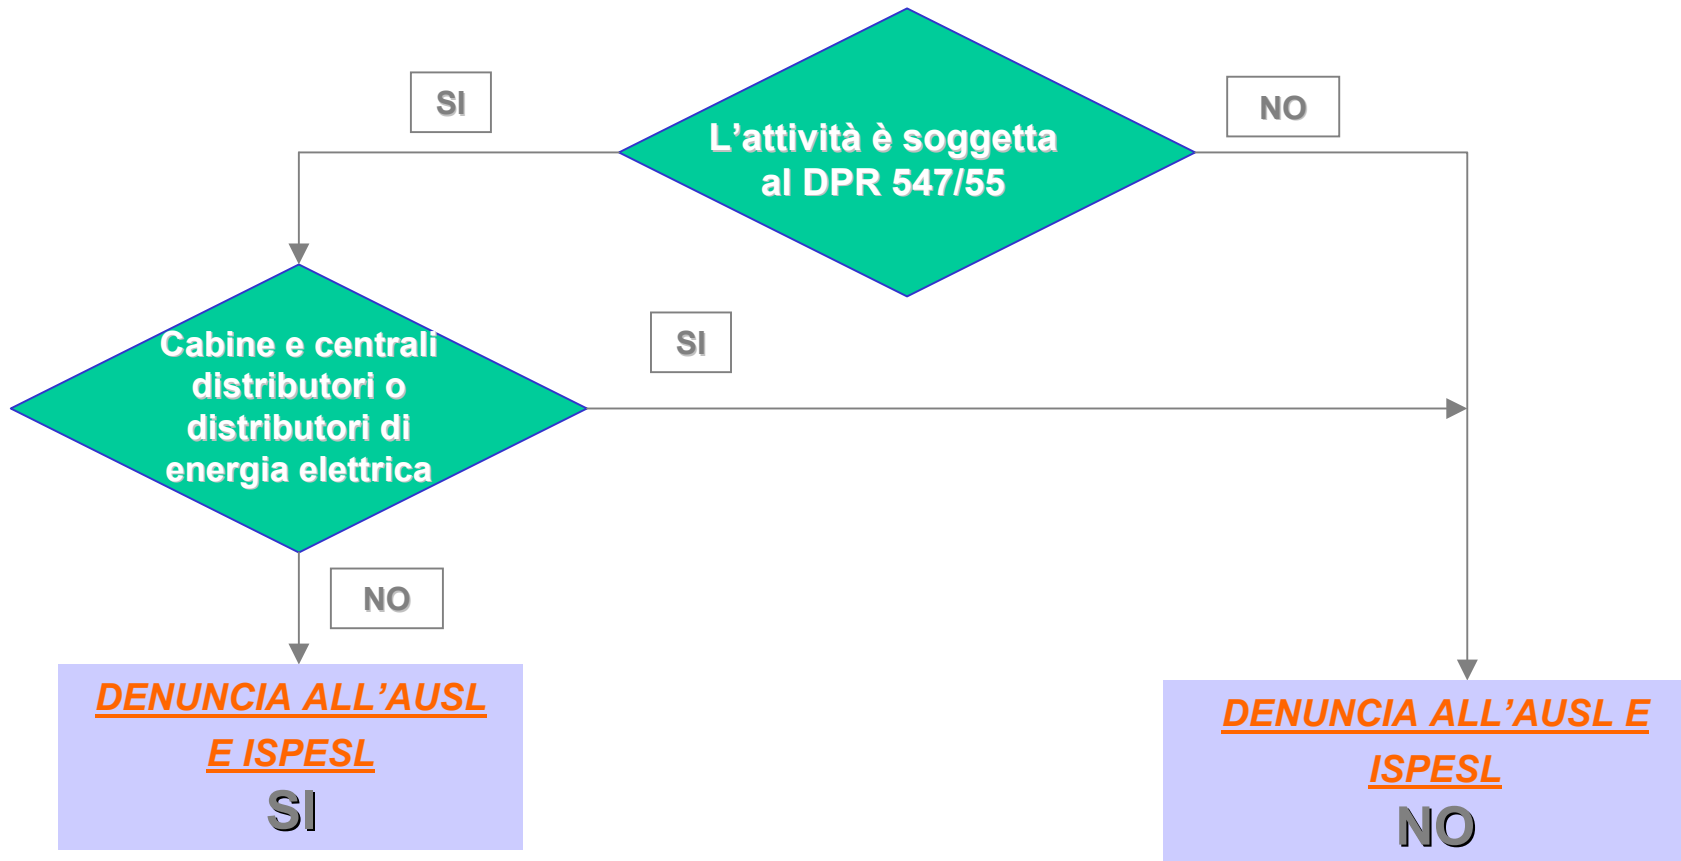 SI
NO
L’attività è soggetta
al DPR 547/55
Cabine e centrali
distributori o
distributori di
energia elettrica
SI
NO
DENUNCIA ALL’AUSL
E ISPESL
SI
DENUNCIA ALL’AUSL E
ISPESL
NO